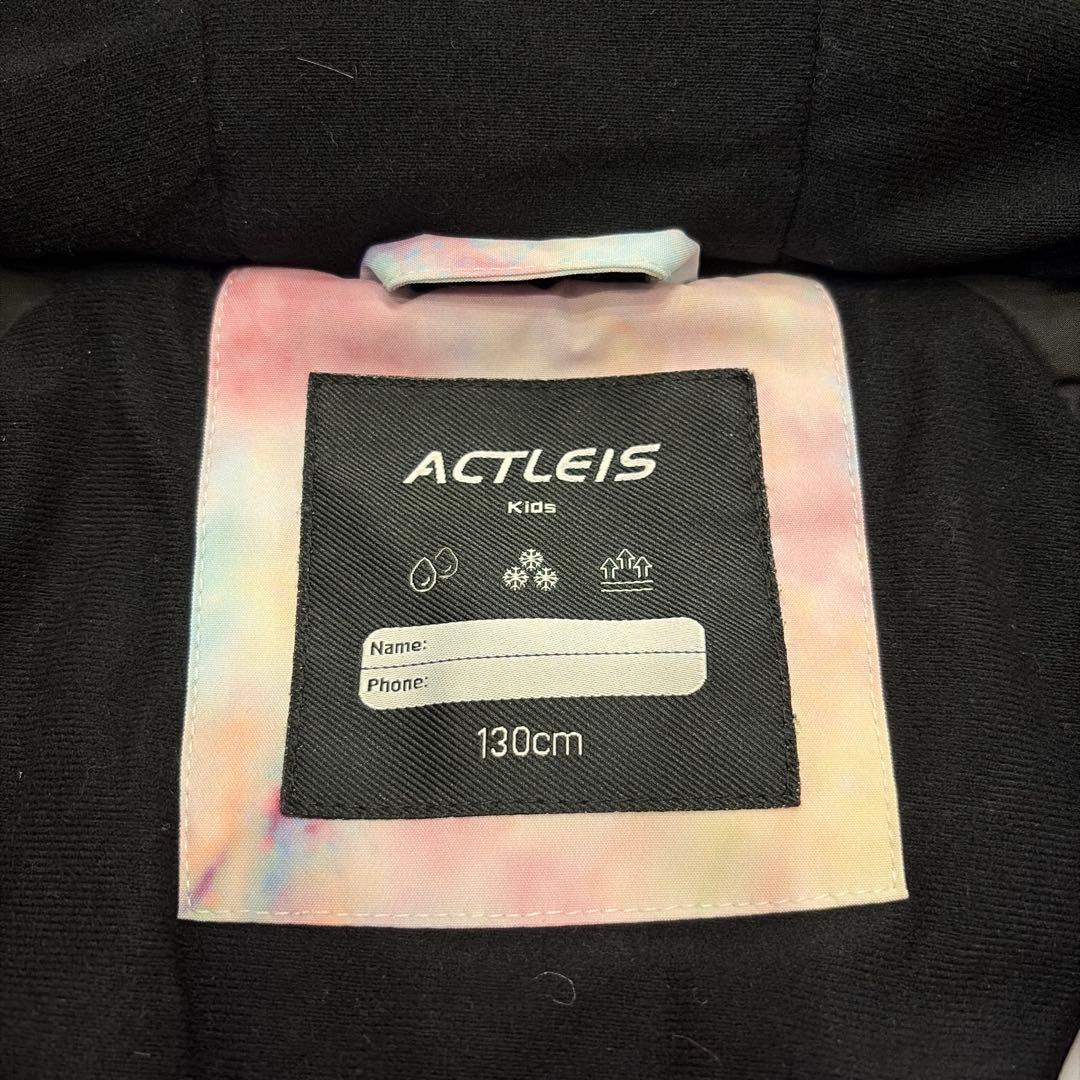 ACTLEIS
Kids
Name:
Phone:
130cm